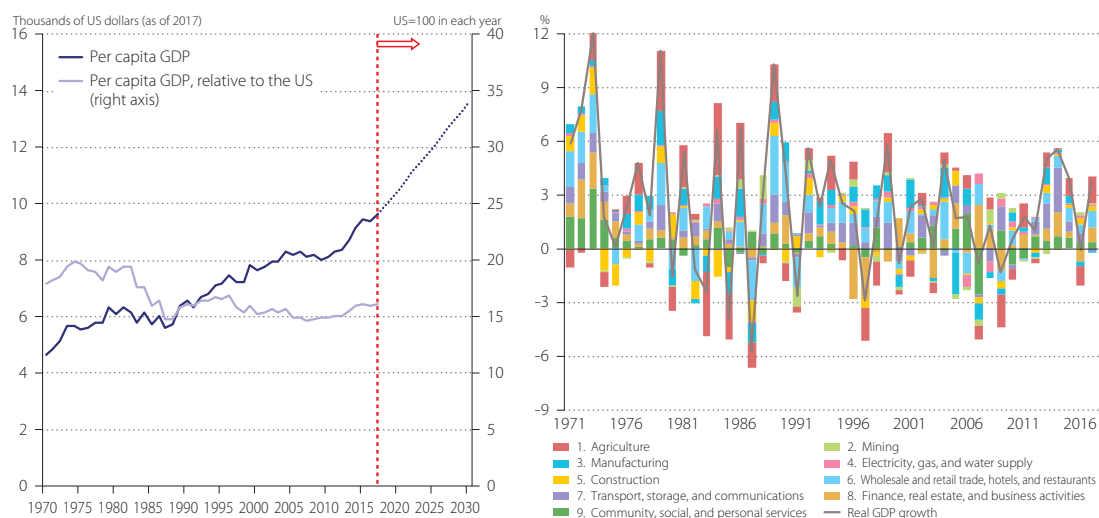 Thousands of US dollars (as of 2017)
US=100 in each year
16
14
12
10
8
6
4
2
0
Per capita GDP
Per capita GDP, relative to the US
(right axis)
40
35
30
25
20
15
10
5
0
1970 1975 1980 1985 1990 1995 2000 2005 2010 2015 2020 2025 2030
%
12
9
6
3
0
–3
–6
–9
1971 1976 1981 1986 1991 1996 2001 2006 2011 2016
1. Agriculture
2. Mining
3. Manufacturing
4. Electricity, gas, and water supply
5. Construction
6. Wholesale and retail trade, hotels, and restaurants
7. Transport, storage, and communications
8. Finance, real estate, and business activities
9. Community, social, and personal services
Real GDP growth